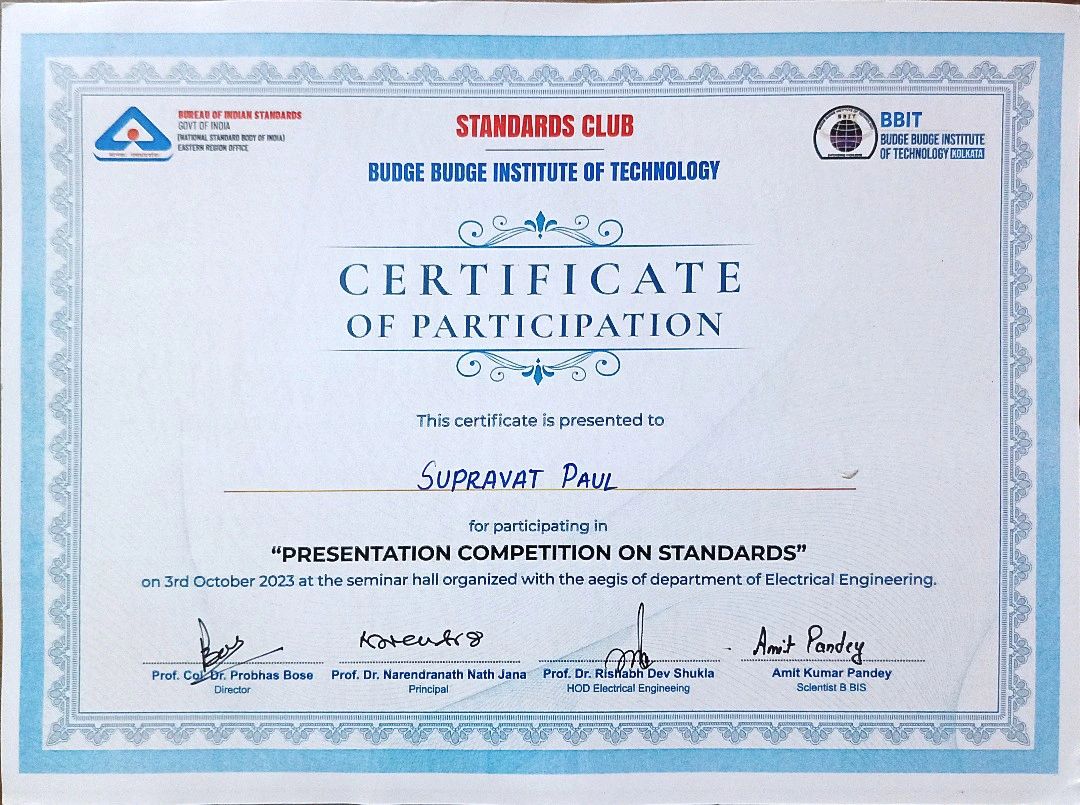 BUREAU OF INDIAN STANDARDS
GOVT OF INDIA
(NATIONAL STANDARD BODY OF INDIA)
EASTERN REGION OFFICE
STANDARDS CLUB
BUDGE BUDGE INSTITUTE OF TECHNOLOGY
BBIT
BBIT
BUDGE BUDGE INSTITUTE
OF TECHNOLOGY KOLKATA
CERTIFICATE
OF PARTICIPATION
This certificate is presented to
SUPRAVAT PAUL
for participating in
“PRESENTATION COMPETITION ON STANDARDS”
on 3rd October 2023 at the seminar hall organized with the aegis of department of Electrical Engineering.
Amit Pandey
Prof. Col. Dr. Probhas Bose
Director
Prof. Dr. Narendranath Nath Jana
Principal
Prof. Dr. Rishabh Dev Shukla
HOD Electrical Engineeing
Amit Kumar Pandey
Scientist B BIS